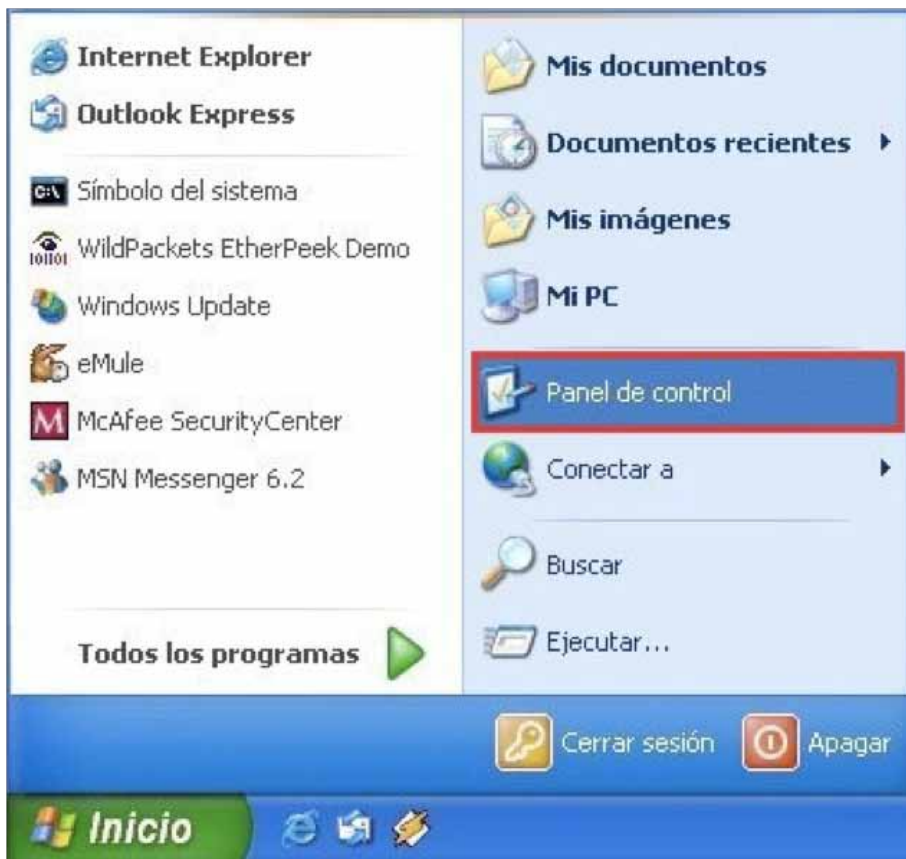 Internet Explorer
Outlook Express
C:\
Símbolo del sistema
WildPackets EtherPeek Demo
Windows Update
eMule
M
McAfee SecurityCenter
MSN Messenger 6.2
Todos los programas
Mis documentos
Documentos recientes
Mis imágenes
Mi PC
Panel de control
Conectar a
Buscar
Ejecutar...
Cerrar sesión
Apagar
Inicio